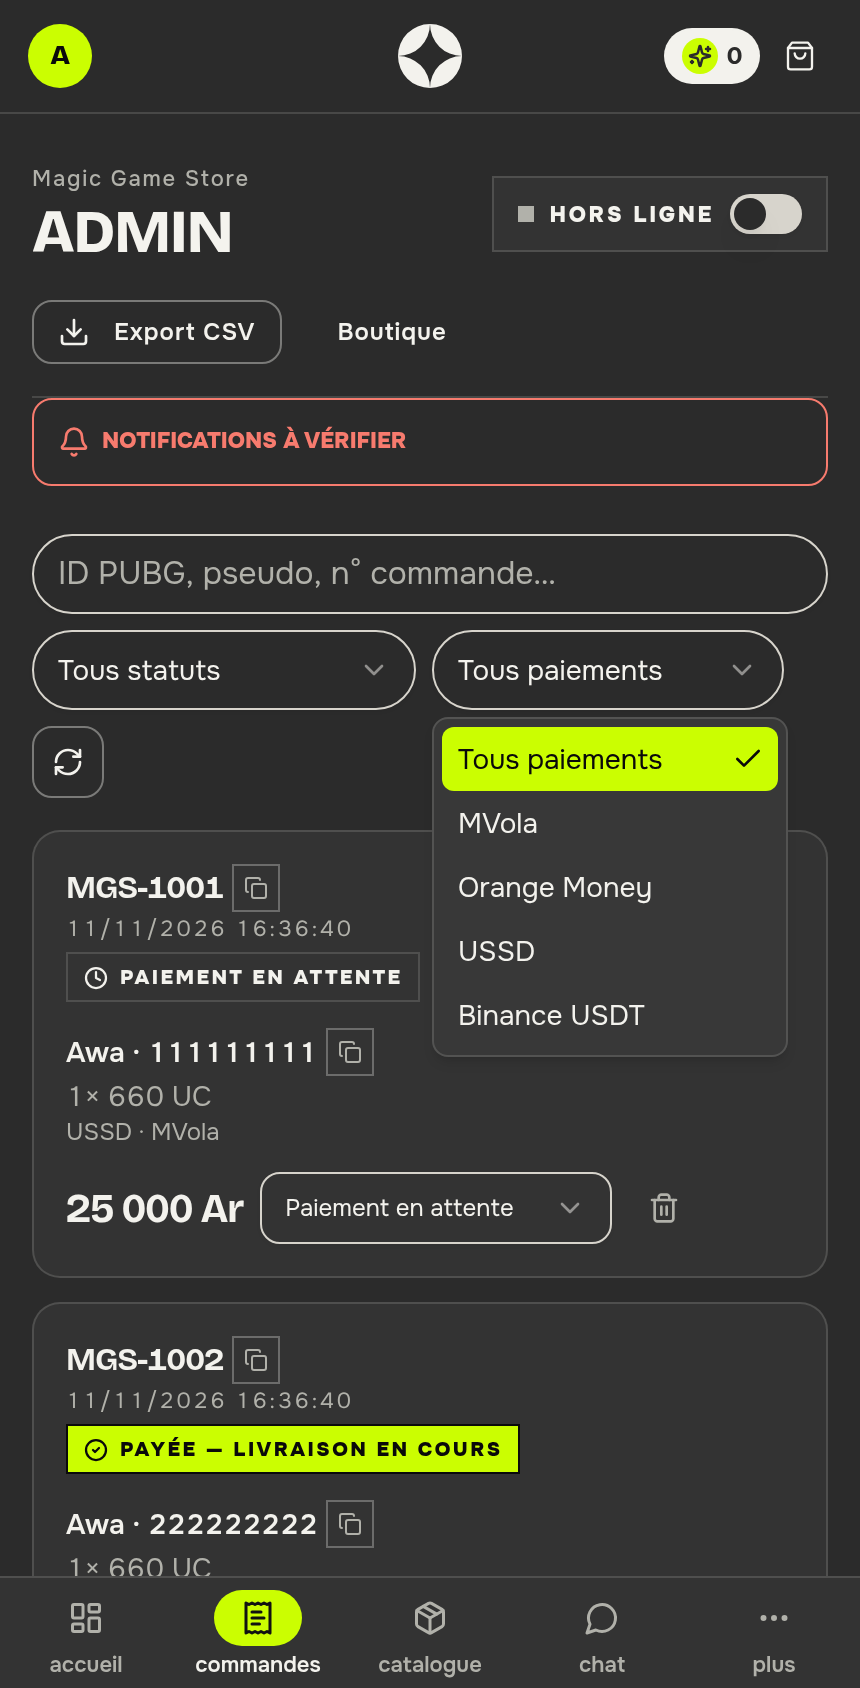 A
0
Magic Game Store
ADMIN
HORS LIGNE
Export CSV
Boutique
NOTIFICATIONS À VÉRIFIER
ID PUBG, pseudo, n° commande...
Tous statuts
Tous paiements
Tous paiements
MVola
Orange Money
USSD
Binance USDT
MGS-1001
11/11/2026 16:36:40
PAIEMENT EN ATTENTE
Awa · 111111111
1× 660 UC
USSD · MVola
25 000 Ar
Paiement en attente
MGS-1002
11/11/2026 16:36:40
PAYÉE — LIVRAISON EN COURS
Awa · 222222222
1× 660 UC
accueil
commandes
catalogue
chat
plus